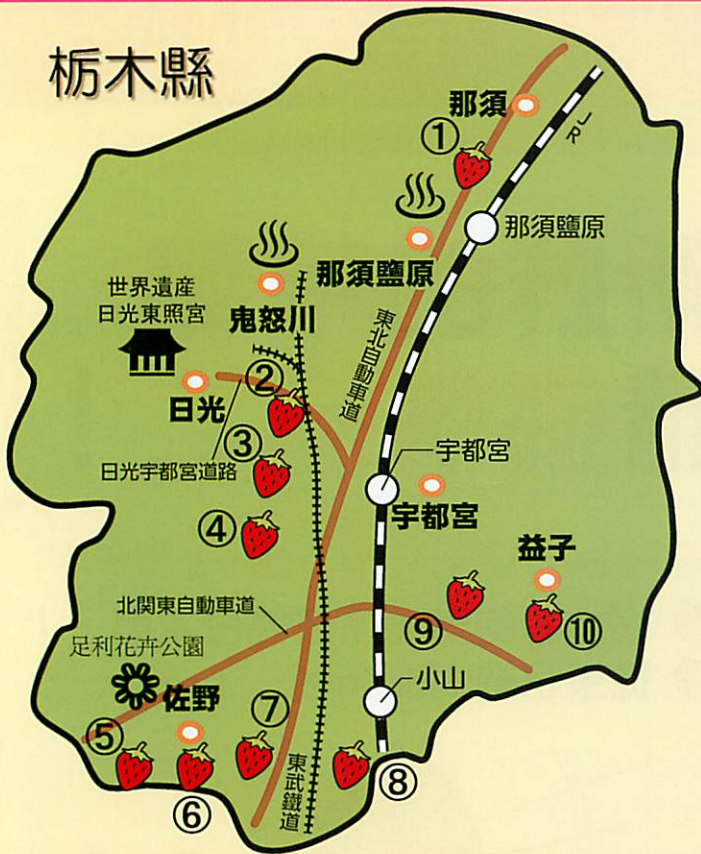 栃木縣
那須
①
JR
那須鹽原
那須鹽原
世界遺産
日光東照宮
鬼怒川
東北自動車道
②
日光
③
日光宇都宮道路
宇都宮
宇都宮
④
益子
北関東自動車道
⑨
⑩
足利花卉公園
佐野
⑦
小山
⑤
東武鐵道
⑧
⑥